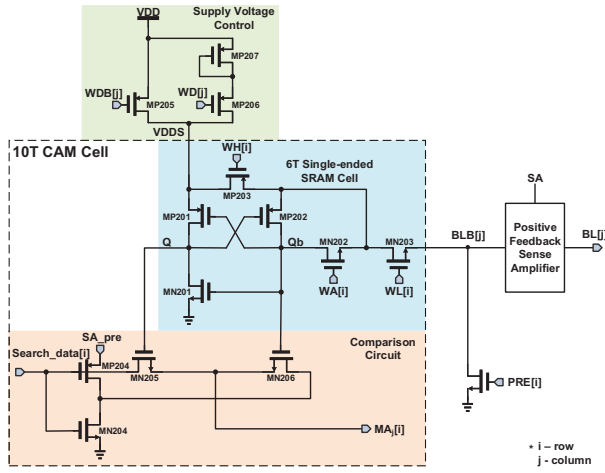 Supply Voltage
Control
VDD
MP207
WDB[j]
WD[j]
MP205
MP206
VDDS
10T CAM Cell
WH[i]
6T Single-ended
SRAM Cell
MP203
MP201
MP202
Q
Qb
MN202
MN203
BLB[j]
SA
Positive
Feedback
Sense
Amplifier
BL[j]
MN201
WA[i]
WL[i]
SA_pre
Comparison
Circuit
Search_data[i]
MP204
MN205
MN206
PRE[i]
MN204
MAj[i]
* i – row
j - column